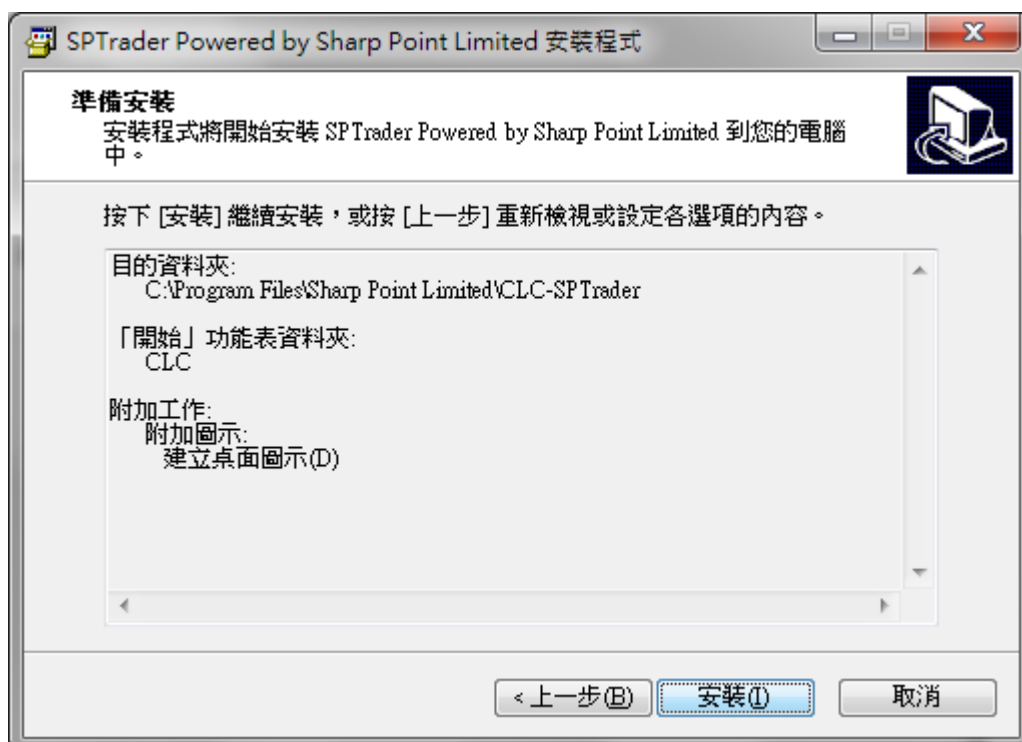 SPTrader Powered by Sharp Point Limited 安裝程式
準備安裝
安裝程式將開始安裝 SPTrader Powered by Sharp Point Limited 到您的電腦
中。
按下 [安裝] 繼續安裝，或按 [上一步] 重新檢視或設定各選項的內容。
目的資料夾:
C:\Program Files\Sharp Point Limited\CLC-SPTrader
「開始」功能表資料夾:
CLC
附加工作:
附加圖示:
建立桌面圖示(D)
<上一步(B) 安裝(I) 取消